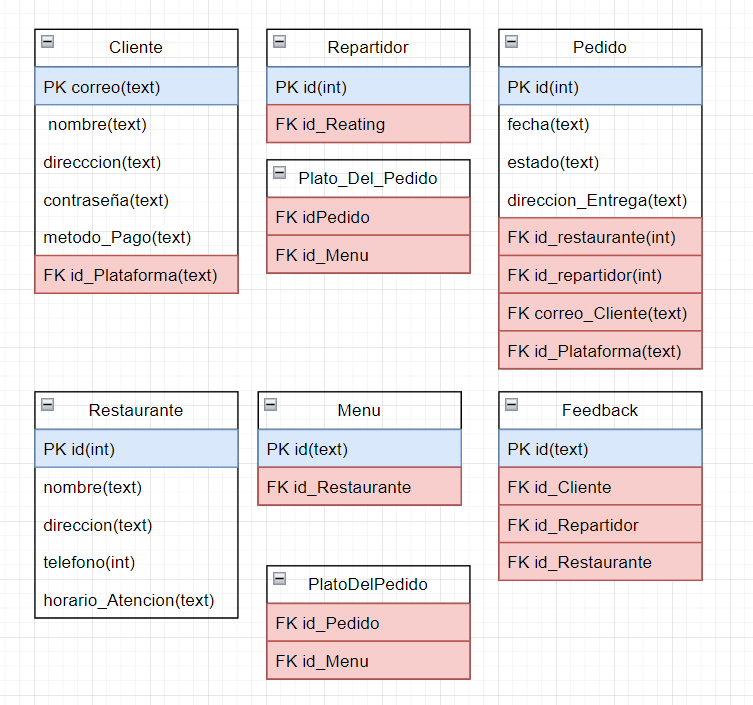 Cliente
PK correo(text)
nombre(text)
direcccion(text)
contraseña(text)
metodo_Pago(text)
FK id_Plataforma(text)
Repartidor
PK id(int)
FK id_Reating
Plato_Del_Pedido
FK idPedido
FK id_Menu
Pedido
PK id(int)
fecha(text)
estado(text)
direccion_Entrega(text)
FK id_restaurante(int)
FK id_repartidor(int)
FK correo_Cliente(text)
FK id_Plataforma(text)
Restaurante
PK id(int)
nombre(text)
direccion(text)
telefono(int)
horario_Atencion(text)
Menu
PK id(text)
FK id_Restaurante
PlatoDelPedido
FK id_Pedido
FK id_Menu
Feedback
PK id(text)
FK id_Cliente
FK id_Repartidor
FK id_Restaurante